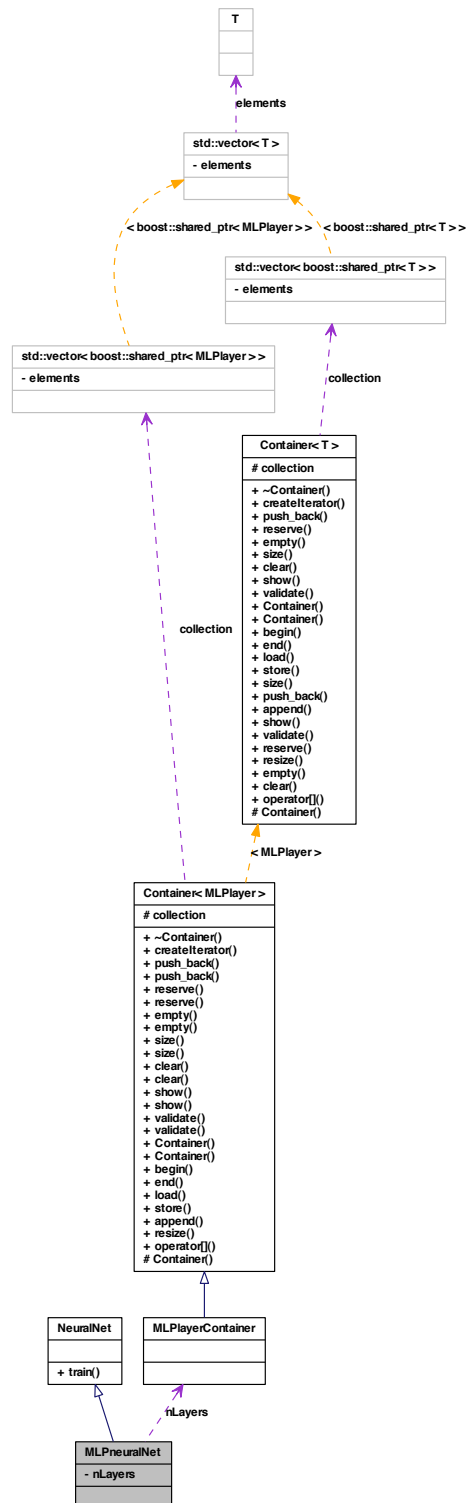 T
elements
std::vector< T >
- elements
< boost::shared_ptr< MLPlayer > >
< boost::shared_ptr< T > >
std::vector< boost::shared_ptr< T > >
- elements
std::vector< boost::shared_ptr< MLPlayer > >
- elements
collection
Container< T >
# collection
+ ~Container()
+ createIterator()
+ push_back()
+ reserve()
+ empty()
+ size()
+ clear()
+ show()
+ validate()
+ Container()
+ Container()
+ begin()
+ end()
+ load()
+ store()
+ size()
+ push_back()
+ append()
+ show()
+ validate()
+ reserve()
+ resize()
+ empty()
+ clear()
+ operator[]()
# Container()
collection
< MLPlayer >
Container< MLPlayer >
# collection
+ ~Container()
+ createIterator()
+ push_back()
+ push_back()
+ reserve()
+ reserve()
+ empty()
+ empty()
+ size()
+ size()
+ clear()
+ clear()
+ show()
+ show()
+ validate()
+ validate()
+ Container()
+ Container()
+ begin()
+ end()
+ load()
+ store()
+ append()
+ resize()
+ operator[]()
# Container()
NeuralNet
+ train()
MLPlayerContainer
nLayers
MLPneuralNet
- nLayers